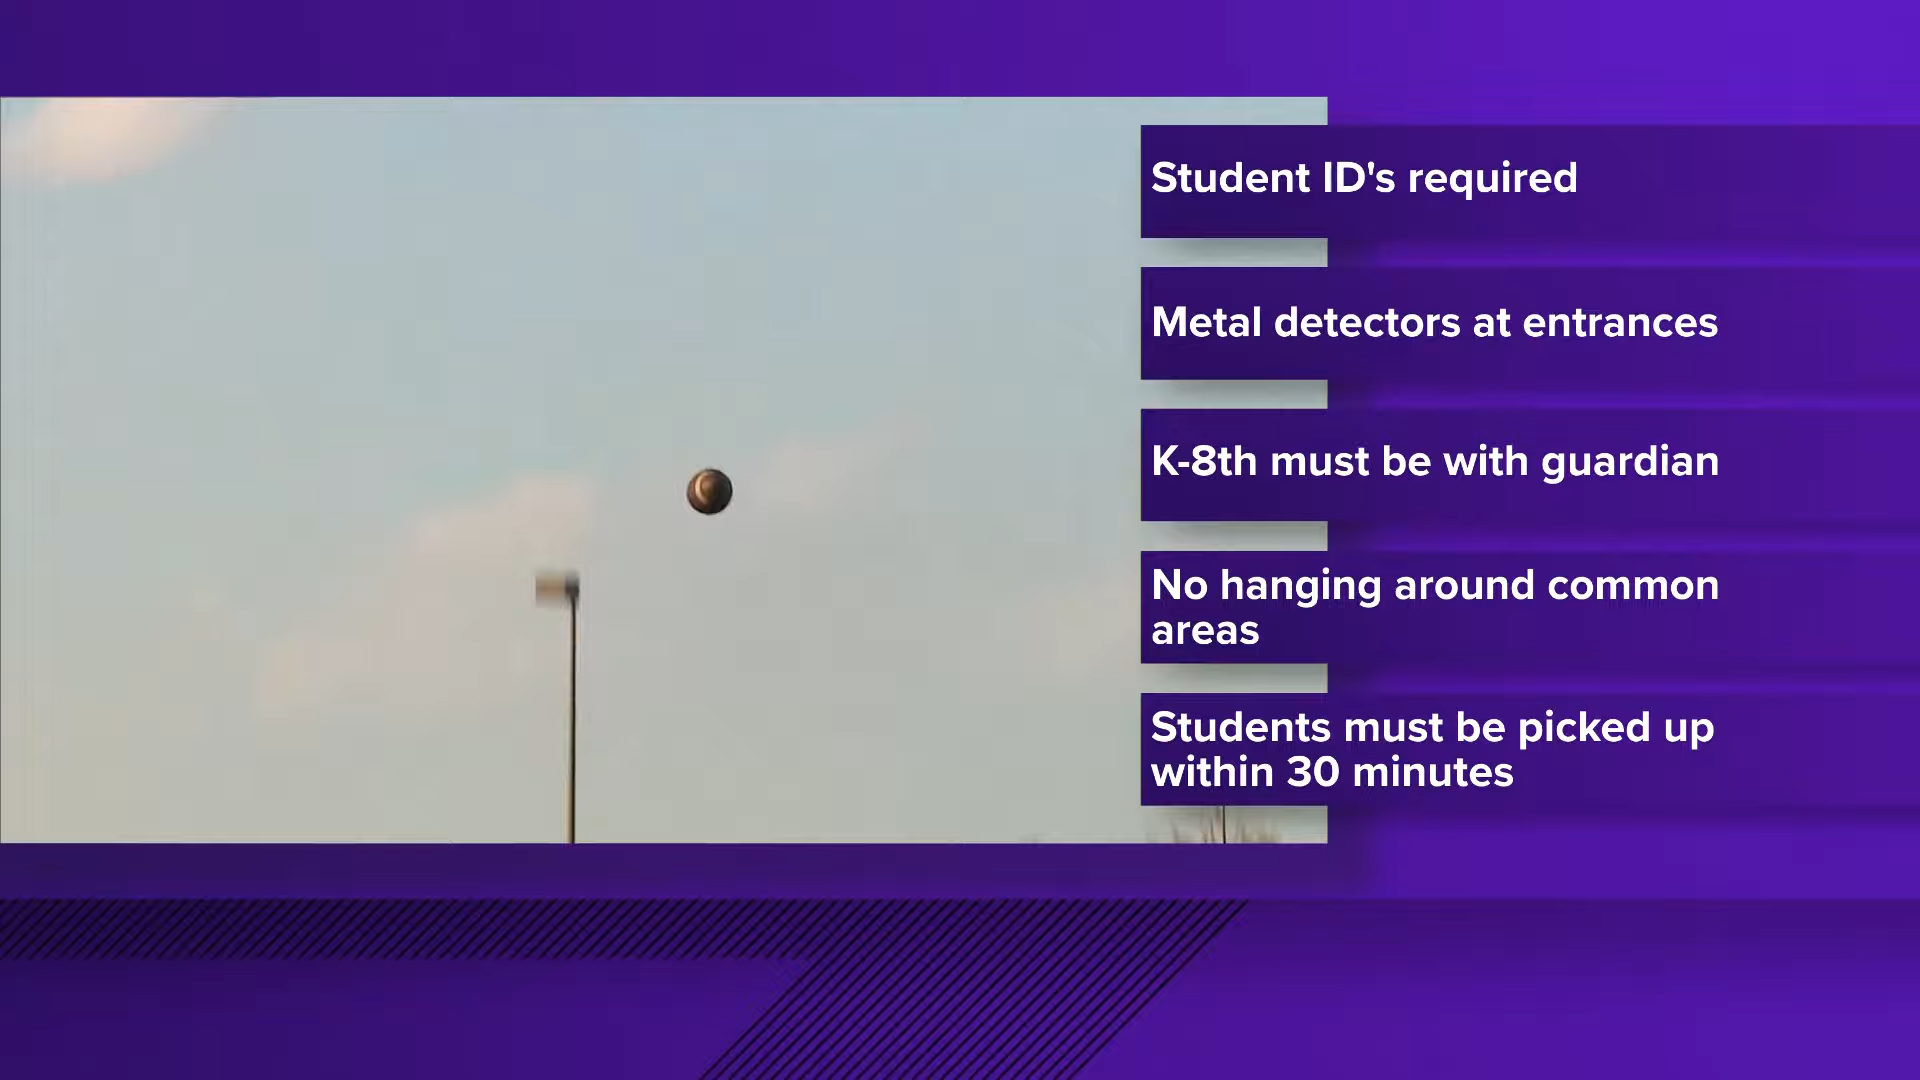 Student ID's required
Metal detectors at entrances
K-8th must be with guardian
No hanging around common
areas
Students must be picked up
within 30 minutes